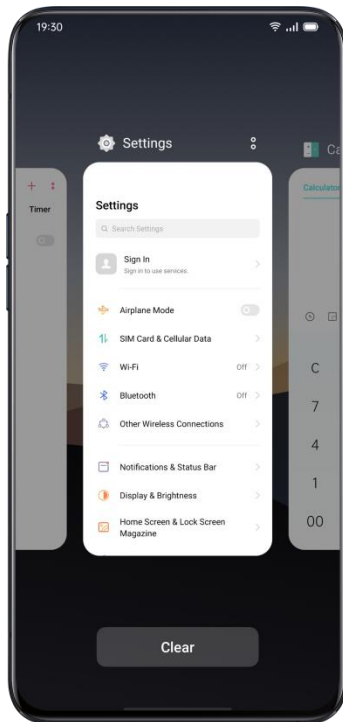 19:30
Settings
Ca
Timer
Settings
Search Settings
Sign In
Sign in to use services.
Airplane Mode
SIM Card & Cellular Data
Wi-Fi
Off
Bluetooth
Off
Other Wireless Connections
Notifications & Status Bar
Display & Brightness
Home Screen & Lock Screen
Magazine
Calculator
C
7
4
1
00
Clear